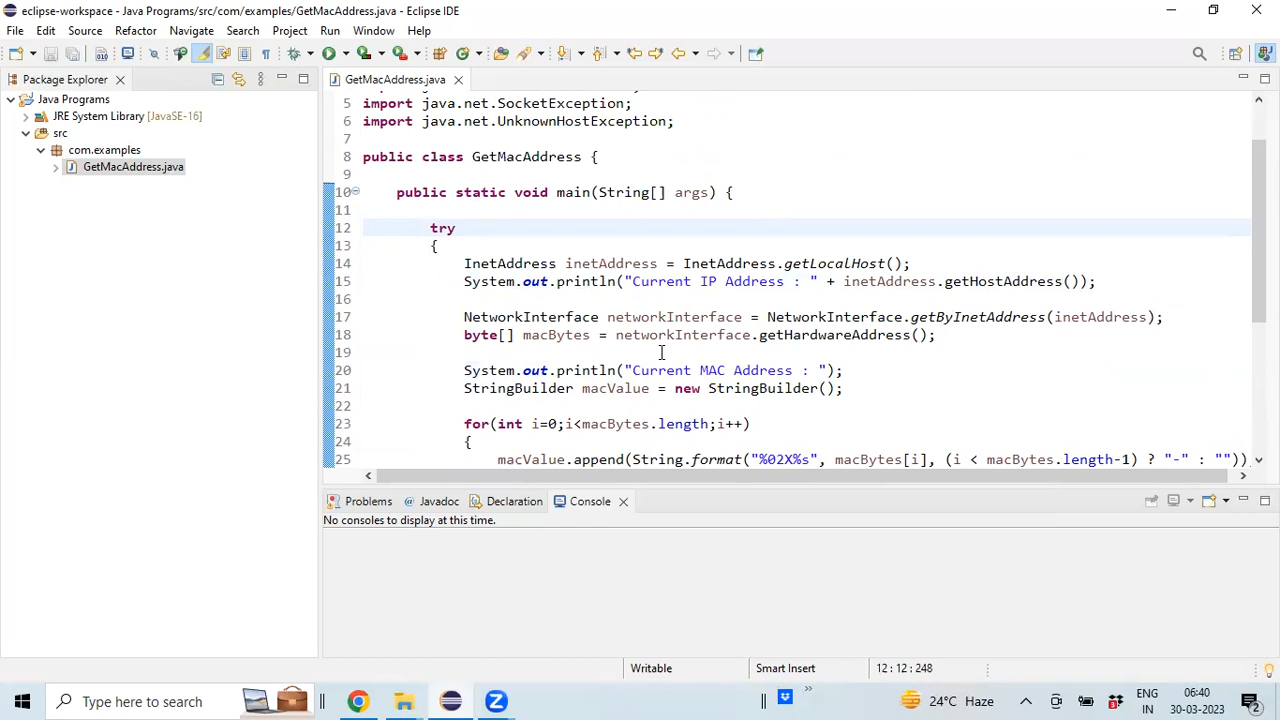 eclipse-workspace - Java Programs/src/com/examples/GetMacAddress.java - Eclipse IDE
File Edit Source Refactor Navigate Search Project Run Window Help
Package Explorer
Java Programs
JRE System Library [JavaSE-16]
src
com.examples
GetMacAddress.java
GetMacAddress.java
5 import java.net.SocketException;
6 import java.net.UnknownHostException;
7
8 public class GetMacAddress {
9
10 public static void main(String[] args) {
11
12 try
13 {
14 InetAddress inetAddress = InetAddress.getLocalHost();
15 System.out.println("Current IP Address : " + inetAddress.getHostAddress());
16
17 NetworkInterface networkInterface = NetworkInterface.getByInetAddress(inetAddress);
18 byte[] macBytes = networkInterface.getHardwareAddress();
19
20 System.out.println("Current MAC Address : ");
21 StringBuilder macValue = new StringBuilder();
22
23 for(int i=0;i<macBytes.length;i++)
24 {
25 macValue.append(String.format("%02X%s", macBytes[i], (i < macBytes.length-1) ? "-" : ""))
Problems @ Javadoc Declaration Console
No consoles to display at this time.
Writable Smart Insert 12 : 12 : 248
Type here to search
24°C Haze
ENG
IN
06:40
30-03-2023
2